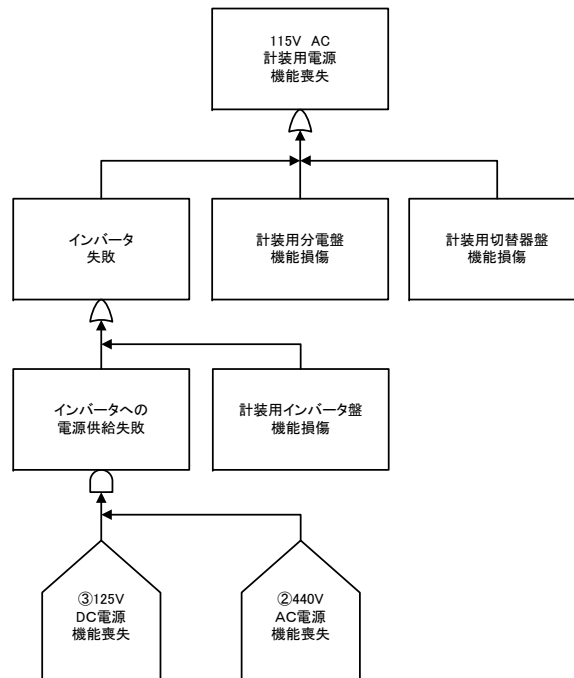 115V AC
計装用電源
機能喪失
インバータ
失敗
計装用分電盤
機能損傷
計装用切替器盤
機能損傷
インバータへの
電源供給失敗
計装用インバータ盤
機能損傷
③125V
DC電源
機能喪失
②440V
AC電源
機能喪失